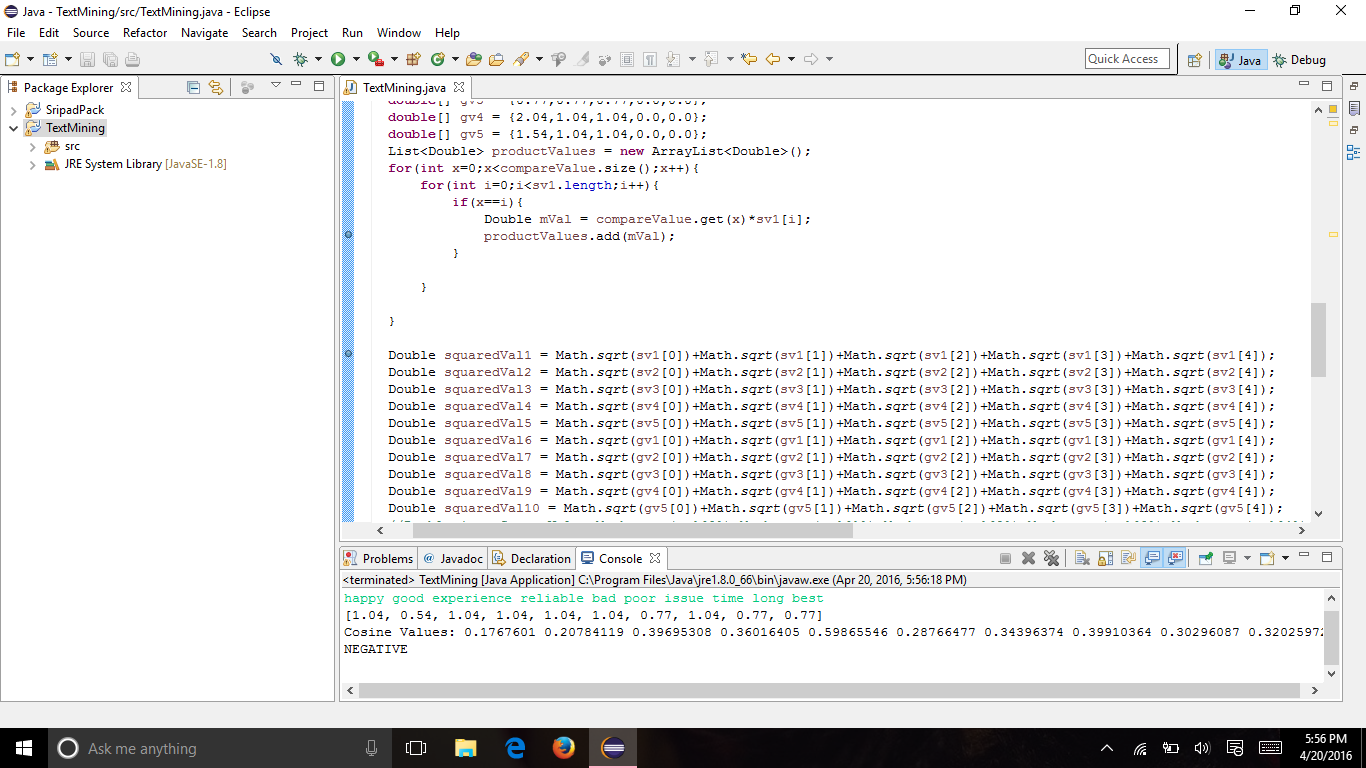 Java - TextMining/src/TextMining.java - Eclipse
File Edit Source Refactor Navigate Search Project Run Window Help
Quick Access Java Debug
Package Explorer
SripadPack
TextMining
src
JRE System Library [JavaSE-1.8]
TextMining.java
double[] gv3 = {0.77,0.77,0.77,0.0,0.0};
double[] gv4 = {2.04,1.04,1.04,0.0,0.0};
double[] gv5 = {1.54,1.04,1.04,0.0,0.0};
List<Double> productValues = new ArrayList<Double>();
for(int x=0;x<compareValue.size();x++){
for(int i=0;i<sv1.length;i++){
if(x==i){
Double mVal = compareValue.get(x)*sv1[i];
productValues.add(mVal);
}
}
}
Double squaredVal1 = Math.sqrt(sv1[0])+Math.sqrt(sv1[1])+Math.sqrt(sv1[2])+Math.sqrt(sv1[3])+Math.sqrt(sv1[4]);
Double squaredVal2 = Math.sqrt(sv2[0])+Math.sqrt(sv2[1])+Math.sqrt(sv2[2])+Math.sqrt(sv2[3])+Math.sqrt(sv2[4]);
Double squaredVal3 = Math.sqrt(sv3[0])+Math.sqrt(sv3[1])+Math.sqrt(sv3[2])+Math.sqrt(sv3[3])+Math.sqrt(sv3[4]);
Double squaredVal4 = Math.sqrt(sv4[0])+Math.sqrt(sv4[1])+Math.sqrt(sv4[2])+Math.sqrt(sv4[3])+Math.sqrt(sv4[4]);
Double squaredVal5 = Math.sqrt(sv5[0])+Math.sqrt(sv5[1])+Math.sqrt(sv5[2])+Math.sqrt(sv5[3])+Math.sqrt(sv5[4]);
Double squaredVal6 = Math.sqrt(gv1[0])+Math.sqrt(gv1[1])+Math.sqrt(gv1[2])+Math.sqrt(gv1[3])+Math.sqrt(gv1[4]);
Double squaredVal7 = Math.sqrt(gv2[0])+Math.sqrt(gv2[1])+Math.sqrt(gv2[2])+Math.sqrt(gv2[3])+Math.sqrt(gv2[4]);
Double squaredVal8 = Math.sqrt(gv3[0])+Math.sqrt(gv3[1])+Math.sqrt(gv3[2])+Math.sqrt(gv3[3])+Math.sqrt(gv3[4]);
Double squaredVal9 = Math.sqrt(gv4[0])+Math.sqrt(gv4[1])+Math.sqrt(gv4[2])+Math.sqrt(gv4[3])+Math.sqrt(gv4[4]);
Double squaredVal10 = Math.sqrt(gv5[0])+Math.sqrt(gv5[1])+Math.sqrt(gv5[2])+Math.sqrt(gv5[3])+Math.sqrt(gv5[4]);
Problems @ Javadoc Declaration Console
<terminated> TextMining [Java Application] C:\Program Files\Java\jre1.8.0_66\bin\javaw.exe (Apr 20, 2016, 5:56:18 PM)
happy good experience reliable bad poor issue time long best
[1.04, 0.54, 1.04, 1.04, 1.04, 1.04, 0.77, 1.04, 0.77, 0.77]
Cosine Values: 0.1767601 0.20784119 0.39695308 0.36016405 0.59865546 0.28766477 0.34396374 0.39910364 0.30296087 0.32025972
NEGATIVE
Ask me anything
5:56 PM
4/20/2016